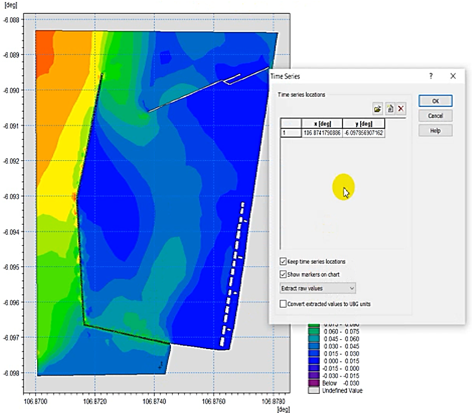 [deg]
-6.088
-6.089
-6.091
-6.092
-6.093
-6.094
-6.095
-6.096
-6.097
-6.098
106.8700
106.8720
106.8740
106.8760
106.8780
[deg]
Time Series
?
Time series locations
OK
Cancel
Help
x [deg] y [deg]
1
Keep time series locations
Show markers on chart
Extract raw values
Convert extracted values to UBG units
0.060 - 0.075
0.045 - 0.060
0.030 - 0.045
0.015 - 0.030
0.000 - 0.015
-0.015 - 0.000
-0.030 - -0.015
Below -0.030
Undefined Value